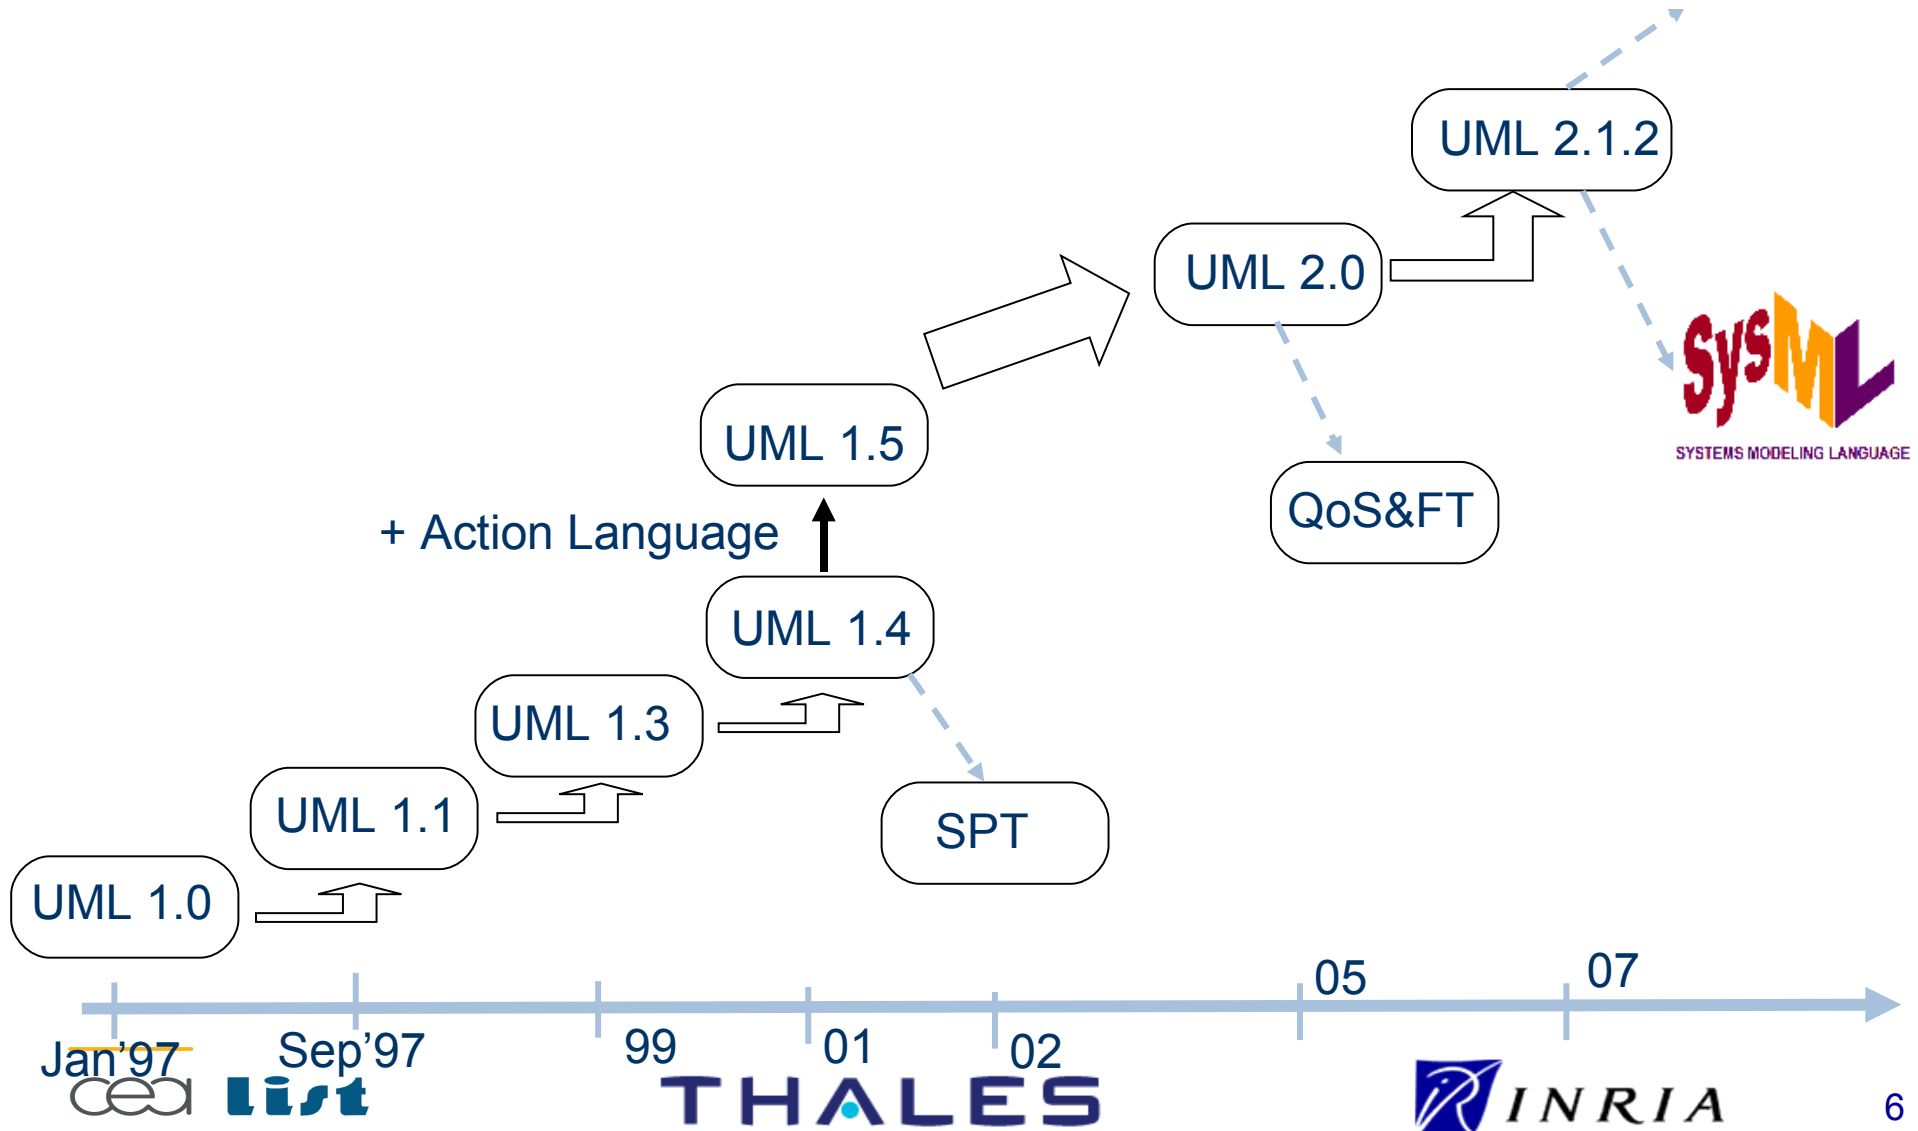 UML 2.1.2
UML 2.0
SysML
SYSTEMS MODELING LANGUAGE
UML 1.5
QoS&FT
+ Action Language
UML 1.4
UML 1.3
UML 1.1
SPT
UML 1.0
05
07
Jan'97
Sep'97
99
01
02
cea list
THALES
INRIA
6